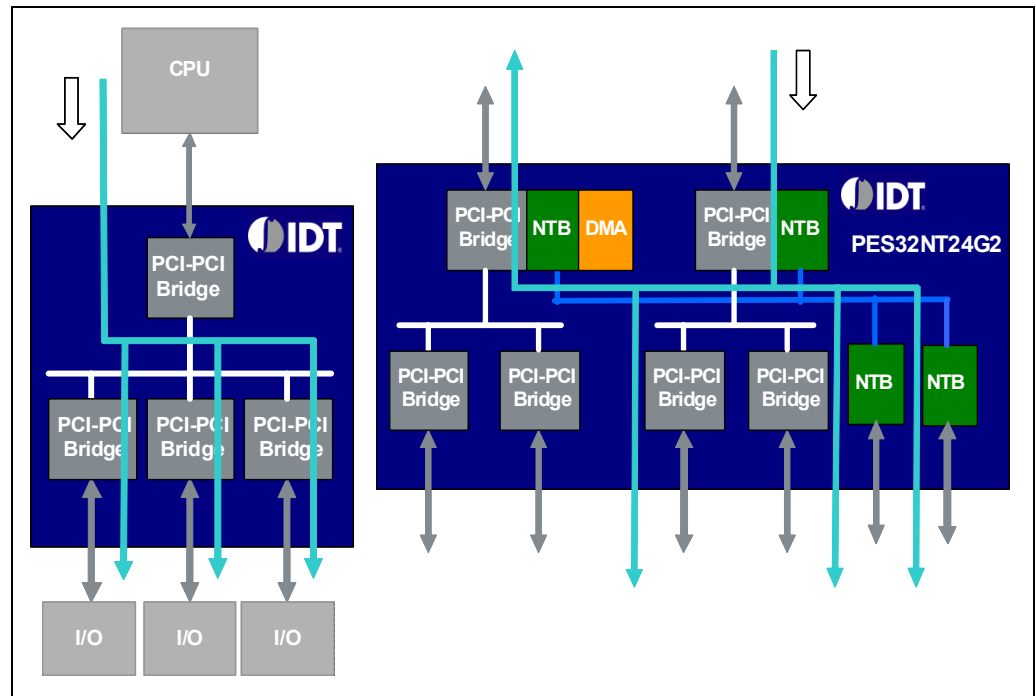 CPU
IDT
PCI-PCI
Bridge
PCI-PCI
Bridge
PCI-PCI
Bridge
PCI-PCI
Bridge
I/O
I/O
I/O
IDT
PES32NT24G2
PCI-PCI
Bridge
NTB
DMA
PCI-PCI
Bridge
NTB
PCI-PCI
Bridge
PCI-PCI
Bridge
PCI-PCI
Bridge
PCI-PCI
Bridge
NTB
NTB